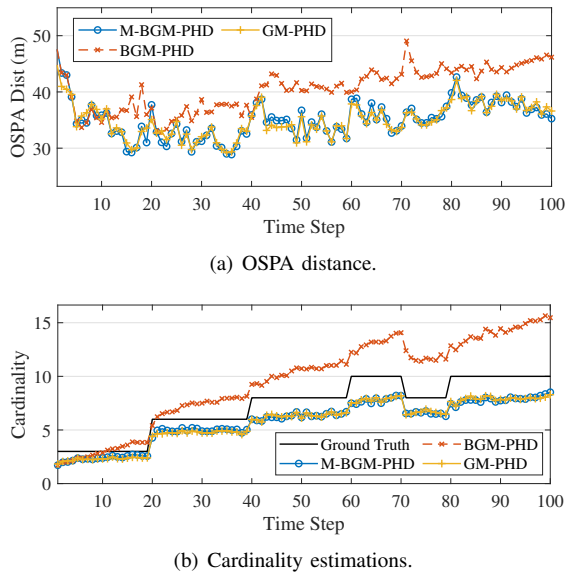 M-BGM-PHD GM-PHD
BGM-PHD
OSPA Dist (m)
50
40
30
10 20 30 40 50 60 70 80 90 100
Time Step
(a) OSPA distance.
Cardinality
15
10
5
0
Ground Truth BGM-PHD
M-BGM-PHD GM-PHD
10 20 30 40 50 60 70 80 90 100
Time Step
(b) Cardinality estimations.